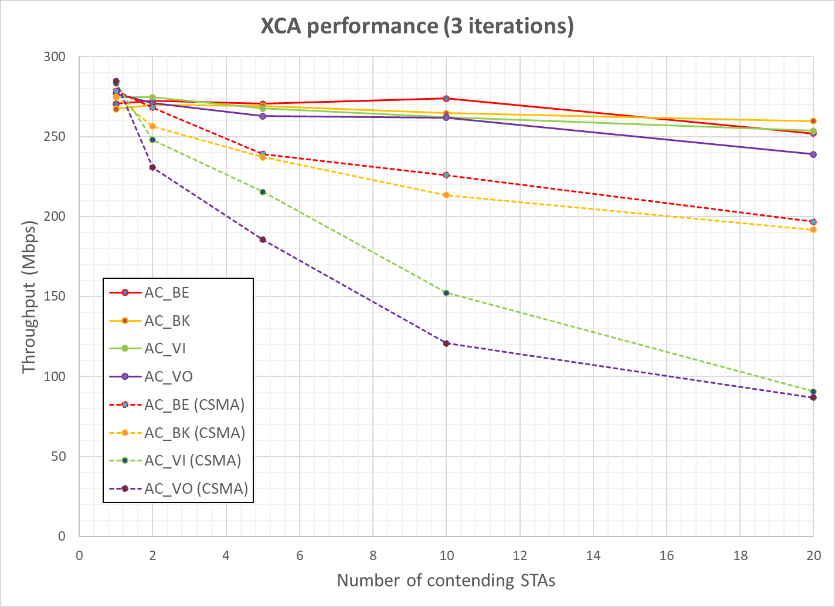 XCA performance (3 iterations)
300
250
200
150
100
50
0
Throughput (Mbps)
AC_BE
AC_BK
AC_VI
AC_VO
AC_BE (CSMA)
AC_BK (CSMA)
AC_VI (CSMA)
AC_VO (CSMA)
0 2 4 6 8 10 12 14 16 18 20
Number of contending STAs